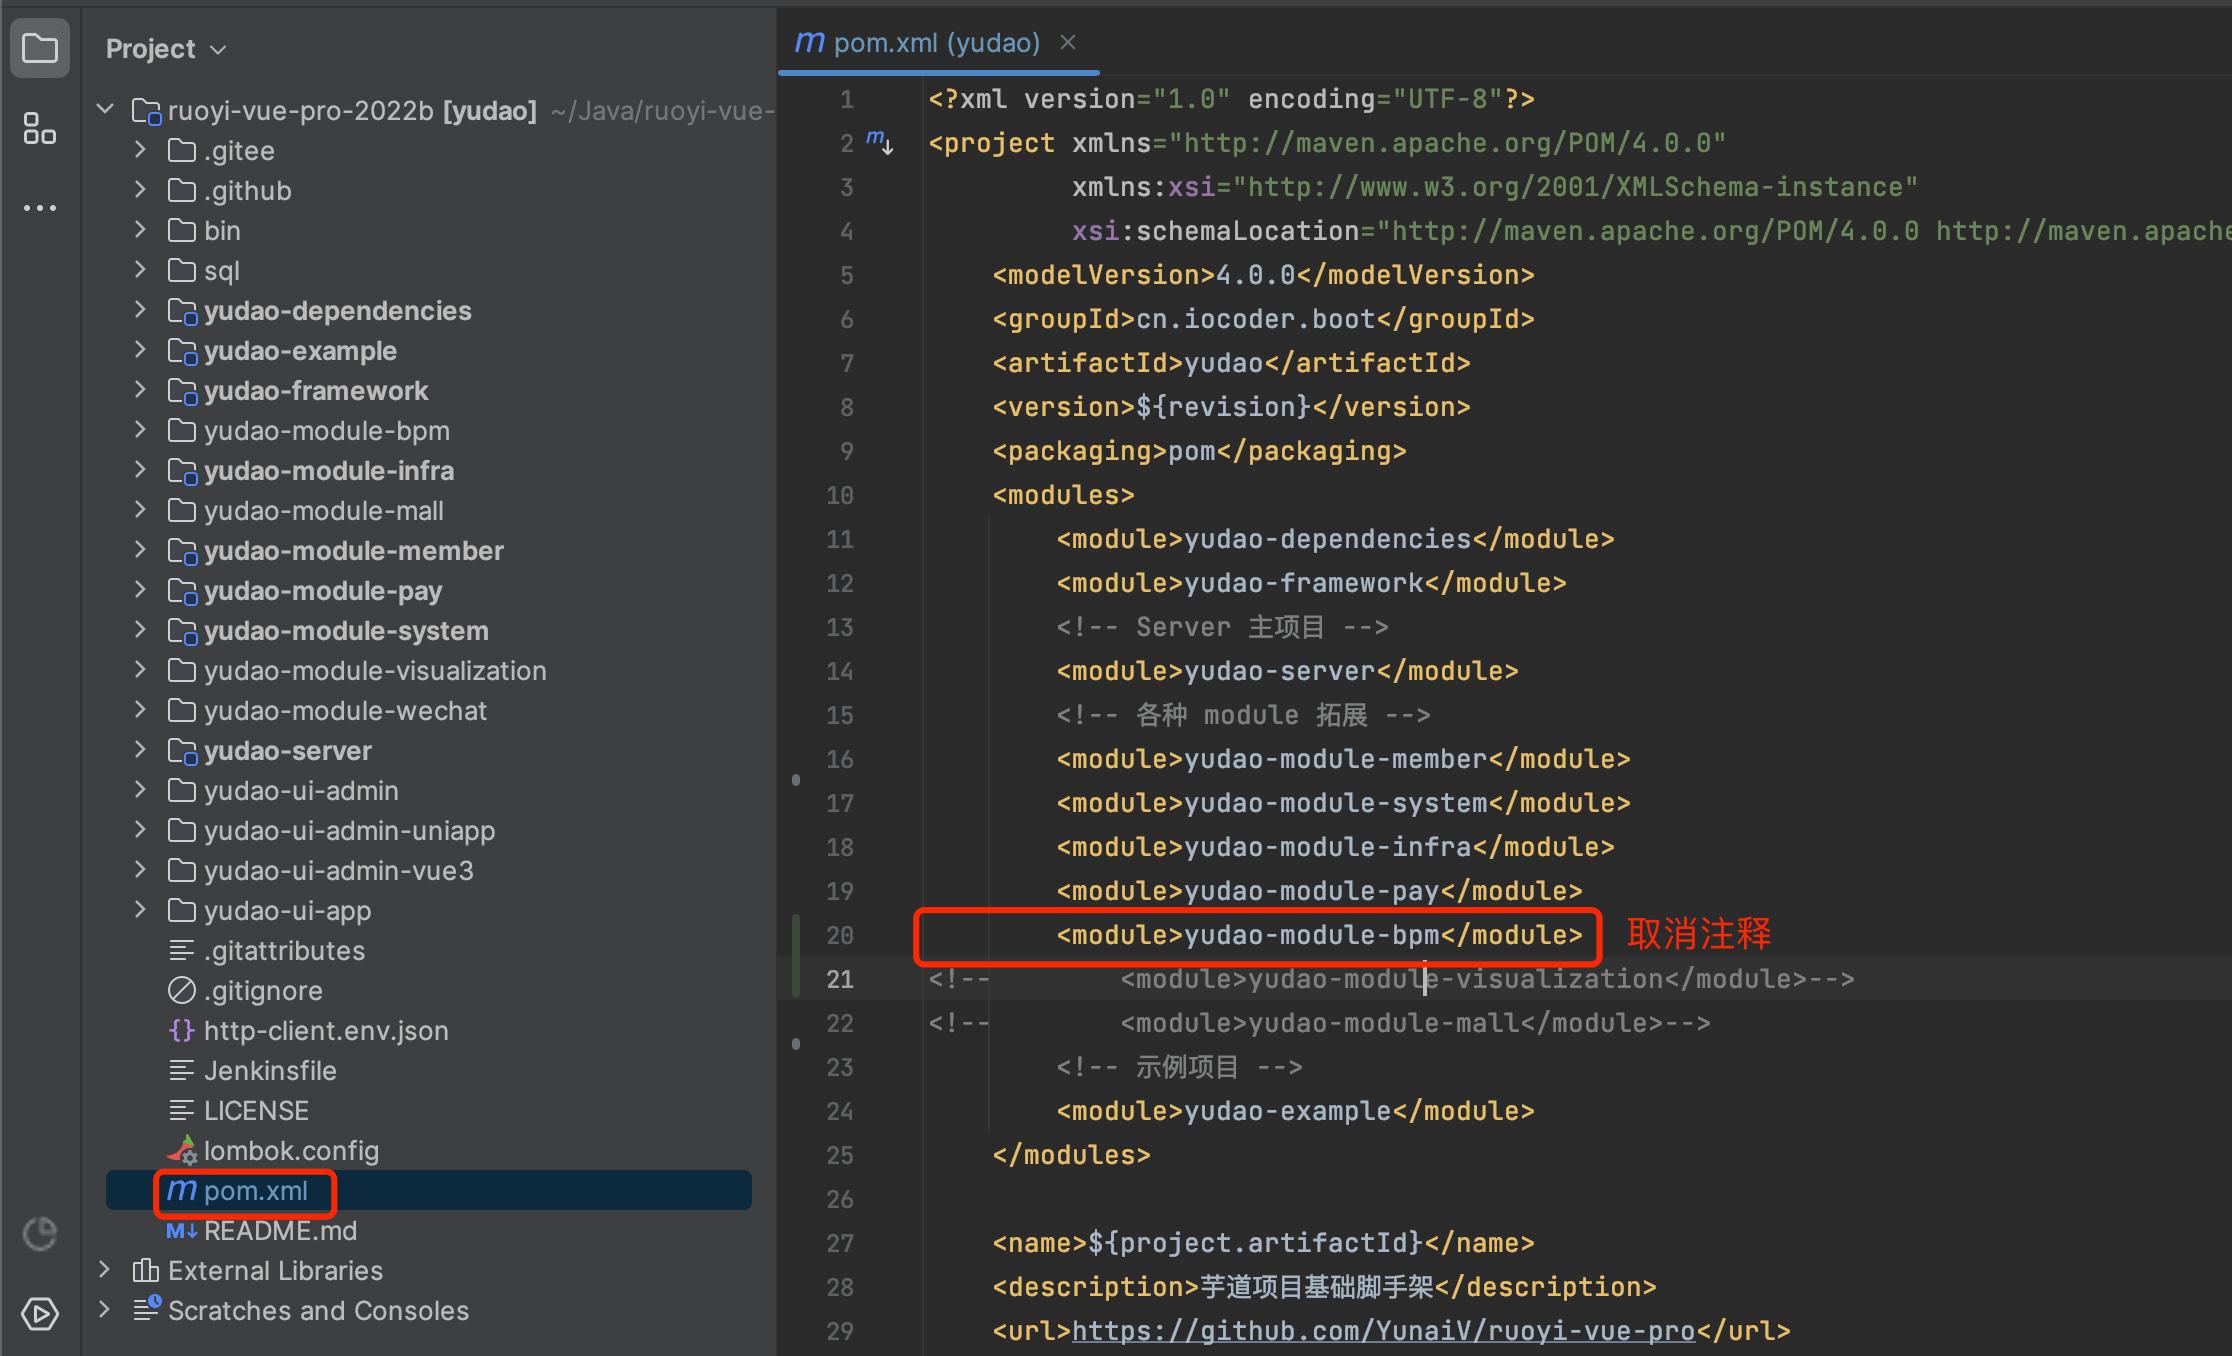 Project
ruoyi-vue-pro-2022b [yudao] ~/Java/ruoyi-vue-
.gitee
.github
bin
sql
yudao-dependencies
yudao-example
yudao-framework
yudao-module-bpm
yudao-module-infra
yudao-module-mall
yudao-module-member
yudao-module-pay
yudao-module-system
yudao-module-visualization
yudao-module-wechat
yudao-server
yudao-ui-admin
yudao-ui-admin-uniapp
yudao-ui-admin-vue3
yudao-ui-app
.gitattributes
.gitignore
http-client.env.json
Jenkinsfile
LICENSE
lombok.config
pom.xml
README.md
External Libraries
Scratches and Consoles
pom.xml (yudao)
1 <?xml version="1.0" encoding="UTF-8"?>
2 <project xmlns="http://maven.apache.org/POM/4.0.0"
3 xmlns:xsi="http://www.w3.org/2001/XMLSchema-instance"
4 xsi:schemaLocation="http://maven.apache.org/POM/4.0.0 http://maven.apache
5 <modelVersion>4.0.0</modelVersion>
6 <groupId>cn.iocoder.boot</groupId>
7 <artifactId>yudao</artifactId>
8 <version>${revision}</version>
9 <packaging>pom</packaging>
10 <modules>
11 <module>yudao-dependencies</module>
12 <module>yudao-framework</module>
13 <!-- Server 主项目 -->
14 <module>yudao-server</module>
15 <!-- 各种 module 拓展 -->
16 <module>yudao-module-member</module>
17 <module>yudao-module-system</module>
18 <module>yudao-module-infra</module>
19 <module>yudao-module-pay</module>
20 <module>yudao-module-bpm</module> 取消注释
21 <!-- <module>yudao-module-visualization</module>-->
22 <!-- <module>yudao-module-mall</module>-->
23 <!-- 示例项目 -->
24 <module>yudao-example</module>
25 </modules>
26
27 <name>${project.artifactId}</name>
28 <description>芋道项目基础脚手架</description>
29 <url>https://github.com/YunaiV/ruoyi-vue-pro</url>